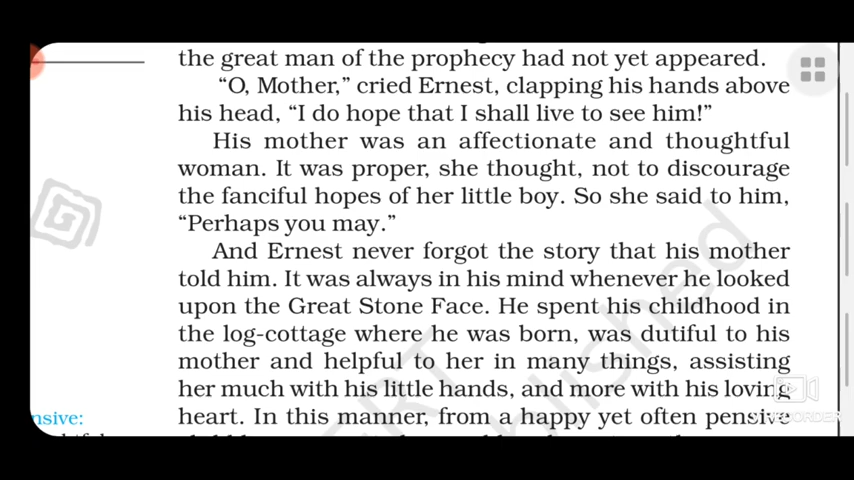 the great man of the prophecy had not yet appeared.
“O, Mother,” cried Ernest, clapping his hands above
his head, “I do hope that I shall live to see him!”
His mother was an affectionate and thoughtful
woman. It was proper, she thought, not to discourage
the fanciful hopes of her little boy. So she said to him,
“Perhaps you may.”
And Ernest never forgot the story that his mother
told him. It was always in his mind whenever he looked
upon the Great Stone Face. He spent his childhood in
the log-cottage where he was born, was dutiful to his
mother and helpful to her in many things, assisting
her much with his little hands, and more with his loving
nsive:
heart. In this manner, from a happy yet often pensive